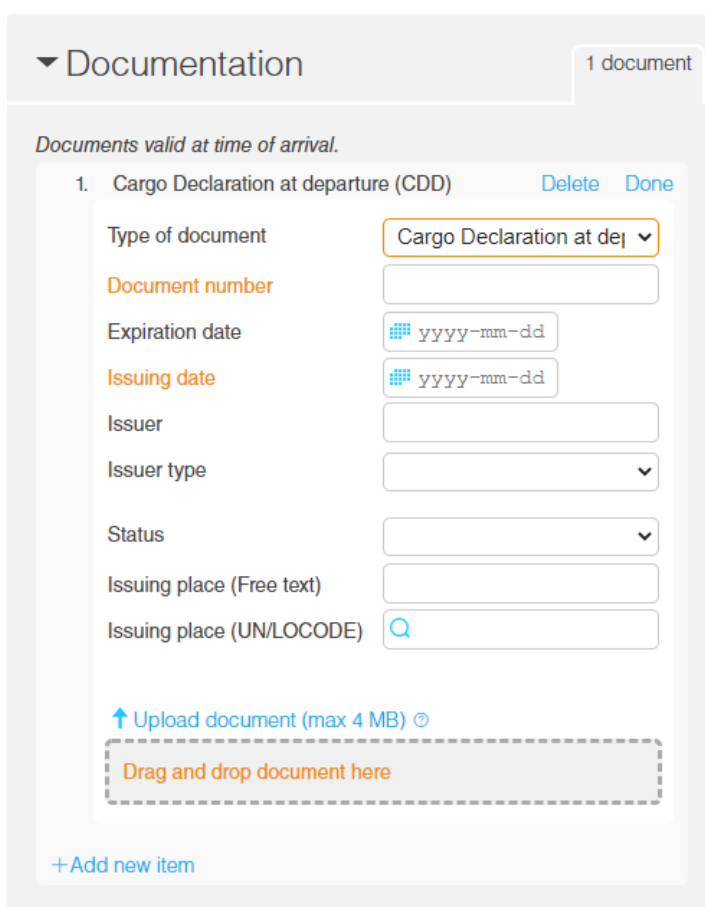 Documentation
1 document
Documents valid at time of arrival.
1. Cargo Declaration at departure (CDD) Delete Done
Type of document Cargo Declaration at dep
Document number
Expiration date yyyy-mm-dd
Issuing date yyyy-mm-dd
Issuer
Issuer type
Status
Issuing place (Free text)
Issuing place (UN/LOCODE)
Upload document (max 4 MB) ?
Drag and drop document here
+Add new item